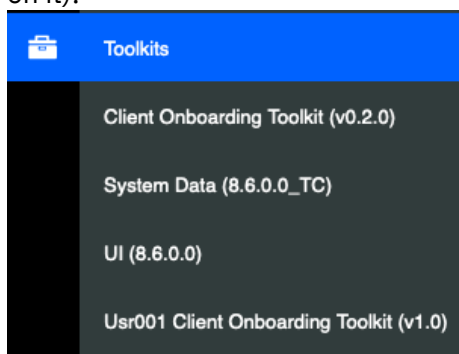 on it).
Toolkits
Client Onboarding Toolkit (v0.2.0)
System Data (8.6.0.0_TC)
UI (8.6.0.0)
Usr001 Client Onboarding Toolkit (v1.0)